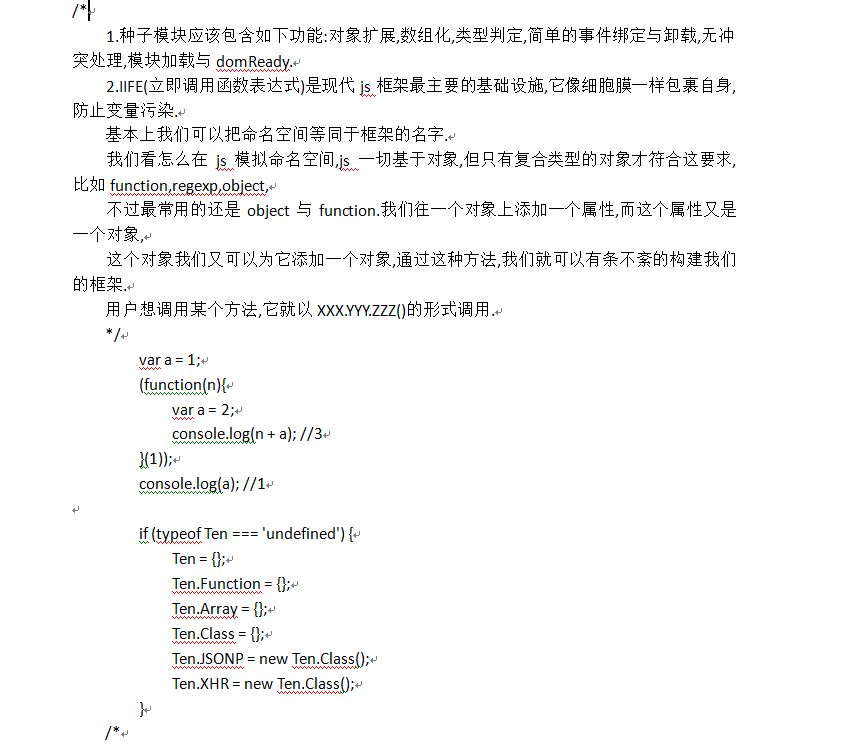 /*
1.种子模块应该包含如下功能:对象扩展,数组化,类型判定,简单的事件绑定与卸载,无冲
突处理,模块加载与 domReady.
2.IIFE(立即调用函数表达式)是现代 js 框架最主要的基础设施,它像细胞膜一样包裹自身,
防止变量污染.
基本上我们可以把命名空间等同于框架的名字.
我们看怎么在 js 模拟命名空间,js 一切基于对象,但只有复合类型的对象才符合这要求,
比如 function,regexp,object,
不过最常用的还是 object 与 function.我们往一个对象上添加一个属性,而这个属性又是
一个对象,
这个对象我们又可以为它添加一个对象,通过这种方法,我们就可以有条不紊的构建我们
的框架.
用户想调用某个方法,它就以 XXX.YYY.ZZZ()的形式调用.
*/
var a = 1;
(function(n){
var a = 2;
console.log(n + a); //3
}(1));
console.log(a); //1
if (typeof Ten === 'undefined') {
Ten = {};
Ten.Function = {};
Ten.Array = {};
Ten.Class = {};
Ten.JSONP = new Ten.Class();
Ten.XHR = new Ten.Class();
}
/*